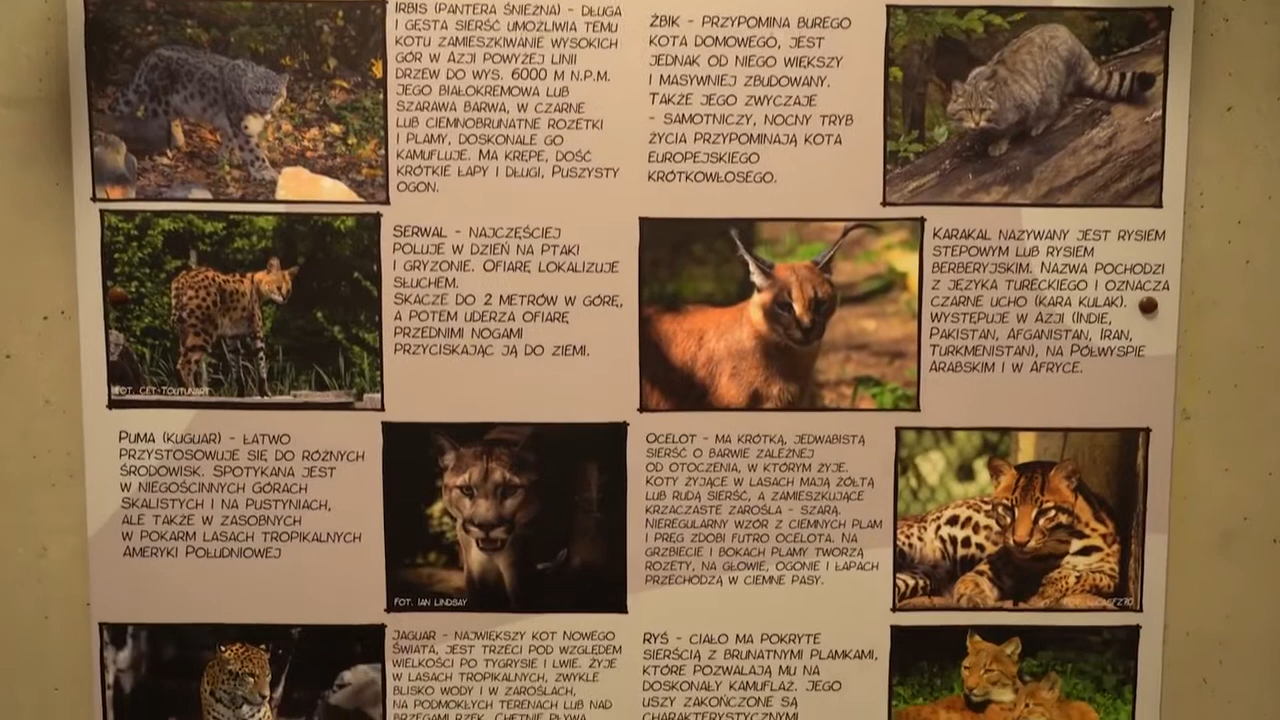 IRBIS (PANTERA ŚNIEŻNA) - DŁUGA
I GĘSTA SIERŚĆ UMOŻLIWIA TEMU
KOTU ZAMIESZKIWANIE WYSOKICH
GÓR W AZJI POWYŻEJ LINII
DRZEW DO WYS. 6000 M N.P.M.
JEGO BIAŁOKREMOWA LUB
SZARAWA BARWA, W CZARNE
LUB CIEMNOBRUNATNE ROZETKI
I PLAMY, DOSKONALE GO
KAMUFLUJE. MA KRĘPE, DOŚĆ
KRÓTKIE ŁAPY I DŁUGI, PUSZYSTY
OGON.
ŻBIK - PRZYPOMINA BUREGO
KOTA DOMOWEGO, JEST
JEDNAK OD NIEGO WIĘKSZY
I MASYWNIEJ ZBUDOWANY.
TAKŻE JEGO ZWYCZAJE
- SAMOTNICZY, NOCNY TRYB
ŻYCIA PRZYPOMINAJĄ KOTA
EUROPEJSKIEGO
KRÓTKOWŁOSEGO.
SERWAL - NAJCZĘŚCIEJ
POLUJE W DZIEŃ NA PTAKI
I GRYZONIE. OFIARĘ LOKALIZUJE
SŁUCHEM.
SKACZE DO 2 METRÓW W GÓRĘ,
A POTEM UDERZA OFIARĘ
PRZEDNIMI NOGAMI
PRZYCISKAJĄC JĄ DO ZIEMI.
FOT. CET-TOUTUNART
KARAKAL NAZYWANY JEST RYSIEM
STEPOWYM LUB RYSIEM
BERBERYJSKIM. NAZWA POCHODZI
Z JĘZYKA TURECKIEGO I OZNACZA
CZARNE UCHO (KARA KULAK).
WYSTĘPUJE W AZJI (INDIE,
PAKISTAN, AFGANISTAN, IRAN,
TURKMENISTAN), NA PÓŁWYSPIE
ARABSKIM I W AFRYCE.
PUMA (KUGUAR) - ŁATWO
PRZYSTOSOWUJE SIĘ DO RÓŻNYCH
ŚRODOWISK. SPOTYKANA JEST
W NIEGOŚCINNYCH GÓRACH
SKALISTYCH I NA PUSTYNIACH,
ALE TAKŻE W ZASOBNYCH
W POKARM LASACH TROPIKALNYCH
AMERYKI POŁUDNIOWEJ
FOT. IAN LINDSAY
OCELOT - MA KRÓTKĄ, JEDWABISTĄ
SIERŚĆ O BARWIE ZALEŻNEJ
OD OTOCZENIA, W KTÓRYM ŻYJE.
KOTY ŻYJĄCE W LASACH MAJĄ ŻÓŁTĄ
LUB RUDĄ SIERŚĆ, A ZAMIESZKUJĄCE
KRZACZASTE ZAROŚLA - SZARĄ.
NIEREGULARNY WZÓR Z CIEMNYCH PLAM
I PRĘG ZDOBI FUTRO OCELOTA. NA
GRZBIECIE I BOKACH PLAMY TWORZĄ
ROZETY, NA GŁOWIE, OGONIE I ŁAPACH
PRZECHODZĄ W CIEMNE PASY.
FOT.
JAGUAR - NAJWIĘKSZY KOT NOWEGO
ŚWIATA, JEST TRZECI POD WZGLĘDEM
WIELKOŚCI PO TYGRYSIE I LWIE. ŻYJE
W LASACH TROPIKALNYCH, ZWYKLE
BLISKO WODY I W ZAROŚLACH,
NA PODMOKŁYCH TERENACH LUB NAD
BRZEGAMI RZEK. CHĘTNIE PŁYWA
RYŚ - CIAŁO MA POKRYTE
SIERŚCIĄ Z BRUNATNYMI PLAMKAMI,
KTÓRE POZWALAJĄ MU NA
DOSKONAŁY KAMUFLAŻ. JEGO
USZY ZAKOŃCZONE SĄ
CHARAKTERYSTYCZNYMI